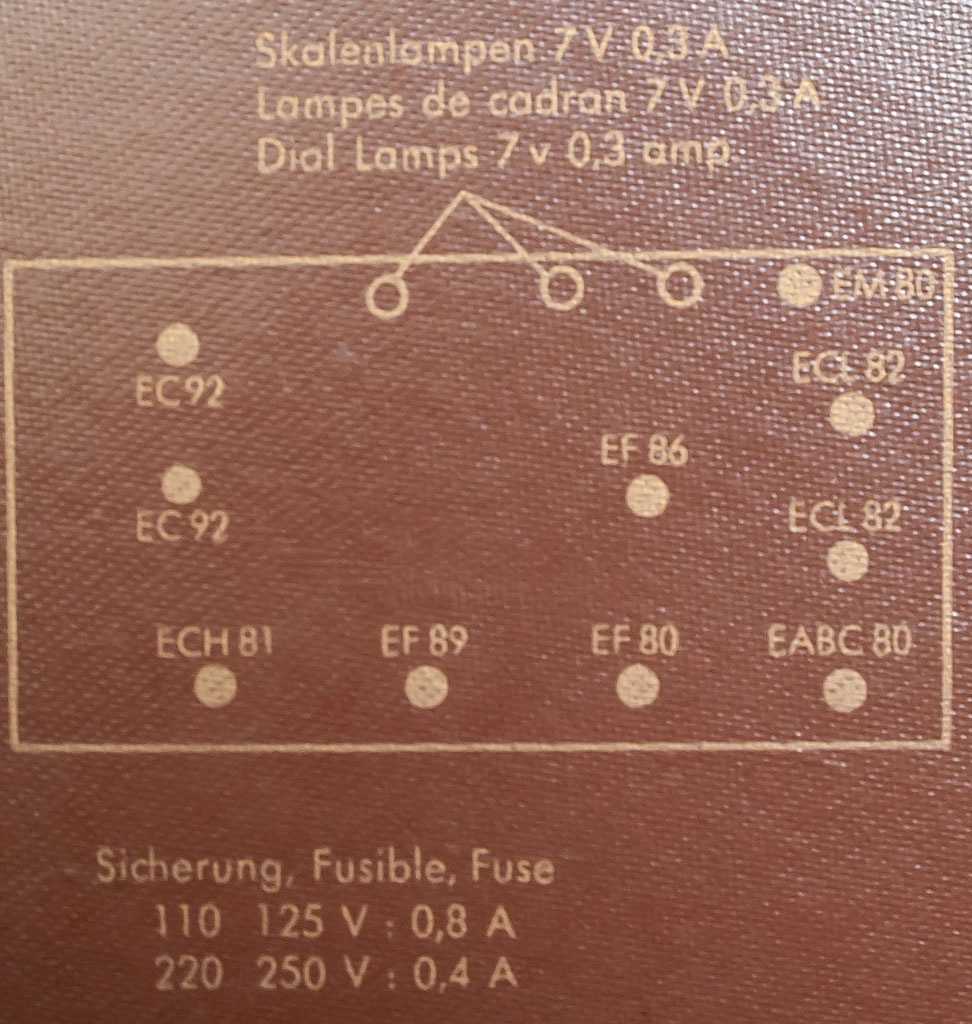 Skalenlampen 7 V 0,3 A
Lampes de cadran 7 V 0,3 A
Dial Lamps 7 v 0,3 amp.
EM 80
EC 92
ECL 82
EF 86
EC 92
ECL 82
ECH 81 EF 89 EF 80 EABC 80
Sicherung, Fusible, Fuse
110 125 V : 0,8 A
220 250 V : 0,4 A